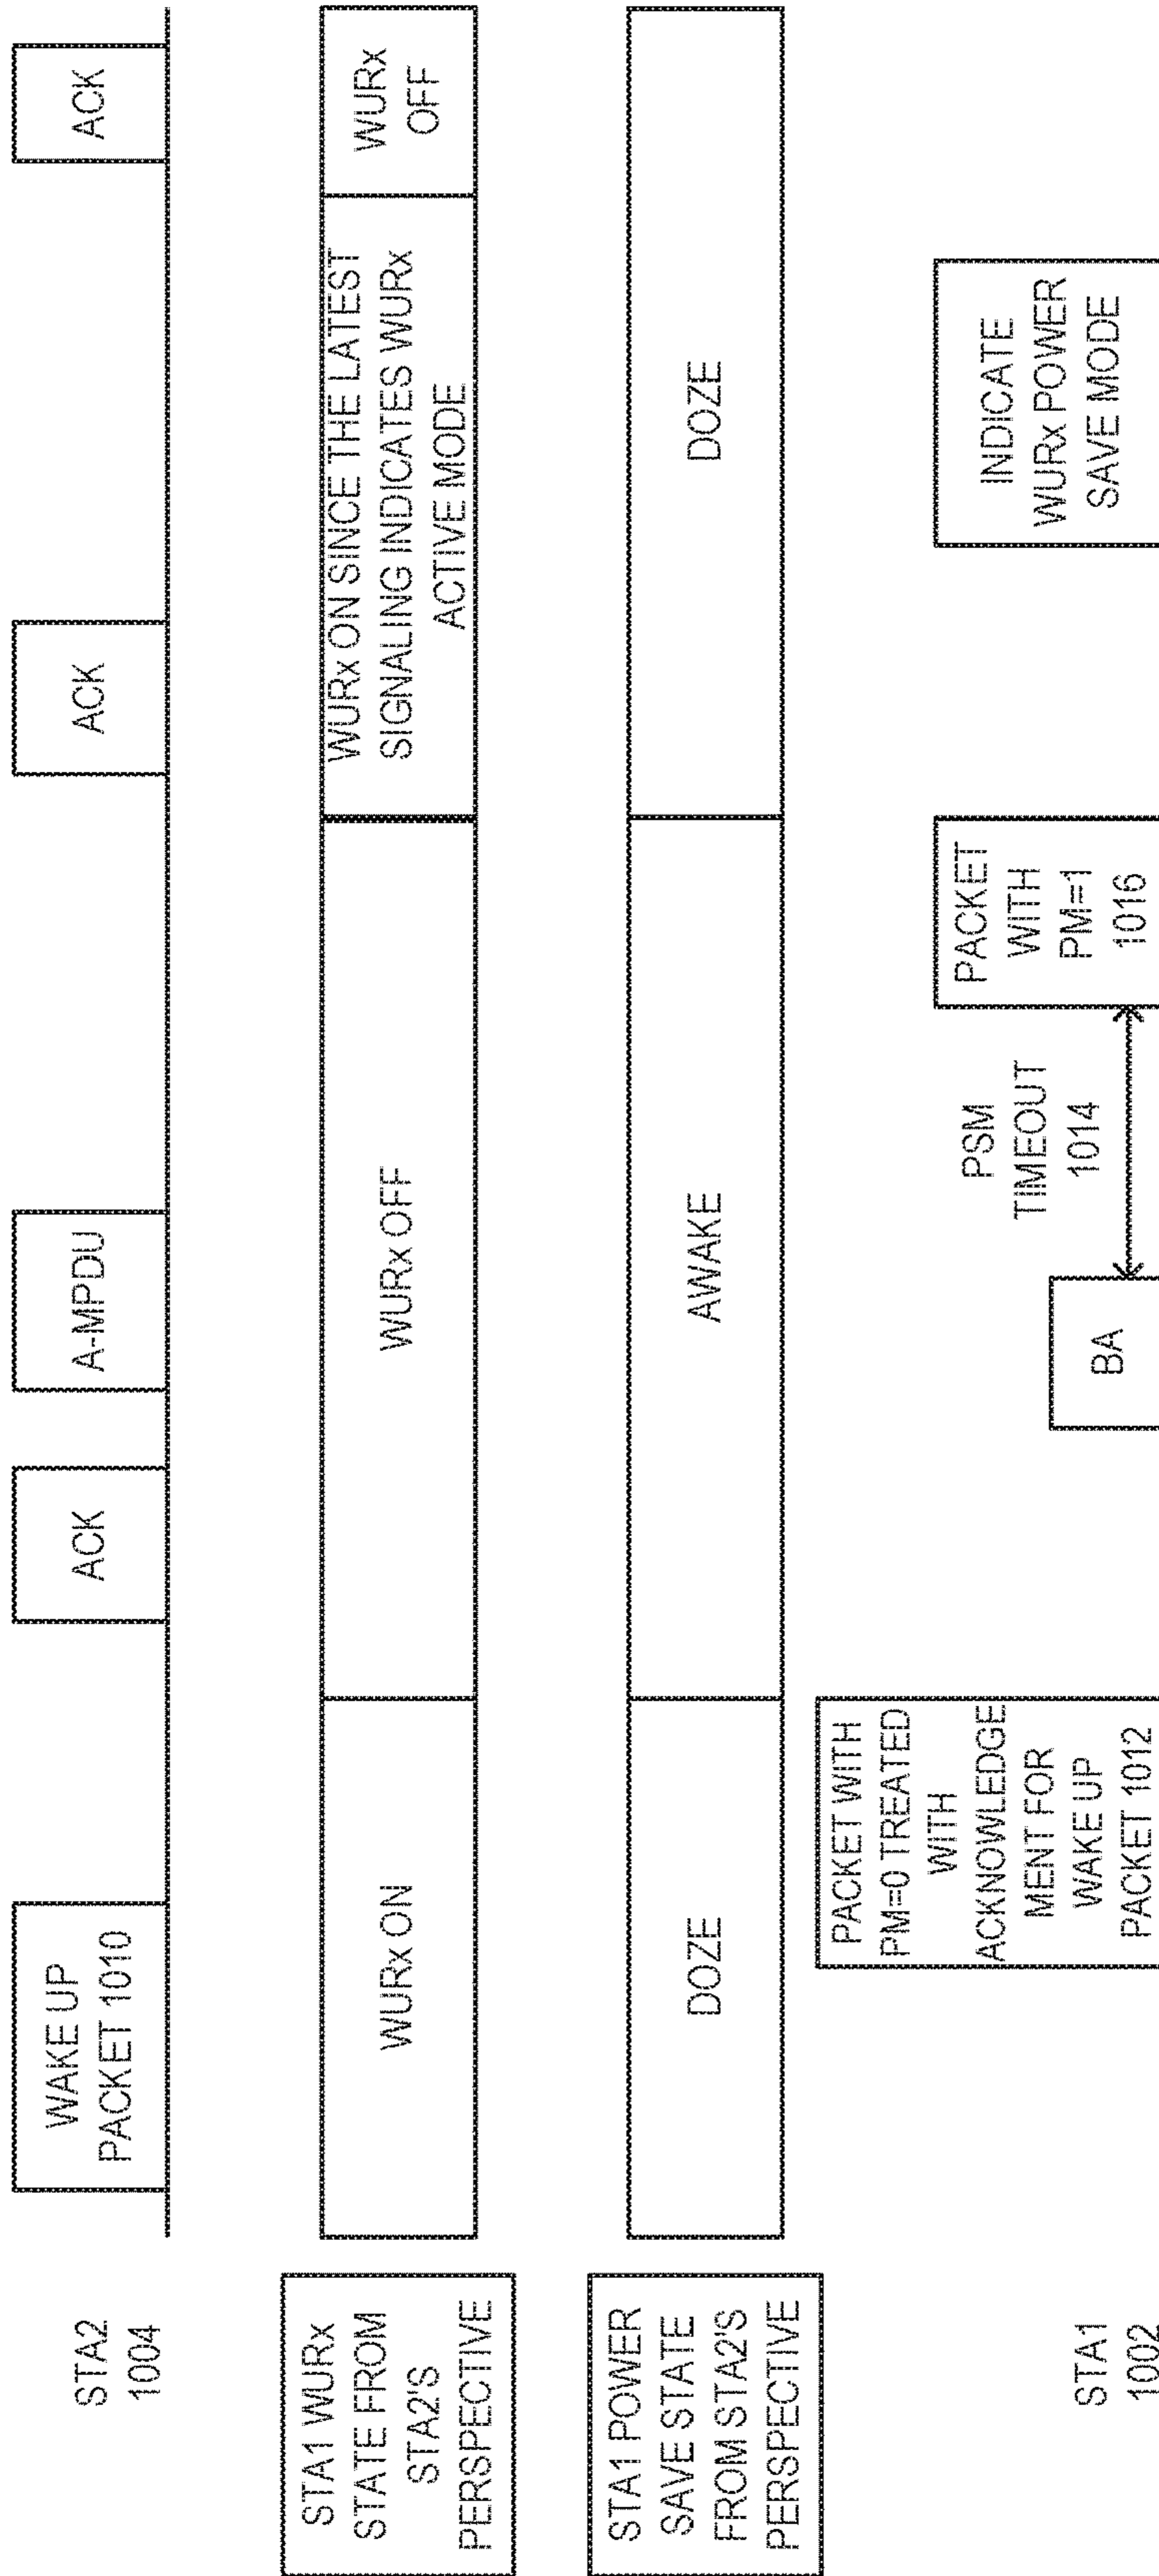 STA2
1004
WAKE UP
PACKET 1010
ACK
A-MPDU
ACK
ACK
STA1 WURx
STATE FROM
STA2'S
PERSPECTIVE
WURx ON
WURx OFF
WURx ON SINCE THE LATEST
SIGNALING INDICATES WURx
ACTIVE MODE
WURx
OFF
STA1 POWER
SAVE STATE
FROM STA2'S
PERSPECTIVE
DOZE
AWAKE
DOZE
STA1
1002
PACKET WITH
PM=0 TREATED
WITH
ACKNOWLEDGE
MENT FOR
WAKE UP
PACKET 1012
BA
PSM
TIMEOUT
1014
PACKET
WITH
PM=1
1016
INDICATE
WURx POWER
SAVE MODE